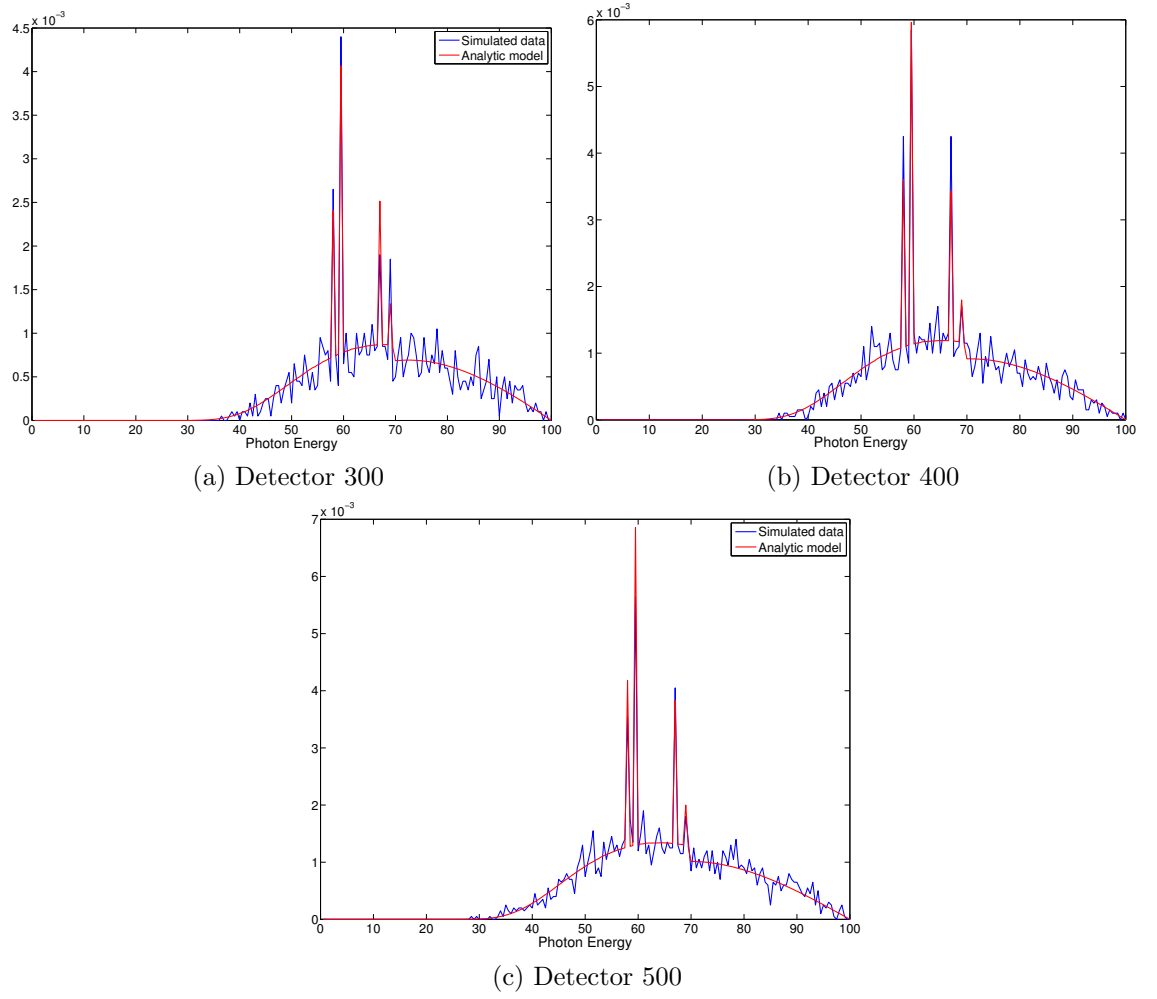 4.5 x 10⁻³
4
3.5
3
2.5
2
1.5
1
0.5
0
0 10 20 30 40 50 60 70 80 90 100
Photon Energy
Simulated data
Analytic model
(a) Detector 300
6 x 10⁻³
5
4
3
2
1
0
0 10 20 30 40 50 60 70 80 90 100
Photon Energy
(b) Detector 400
7 x 10⁻³
6
5
4
3
2
1
0
0 10 20 30 40 50 60 70 80 90 100
Photon Energy
Simulated data
Analytic model
(c) Detector 500